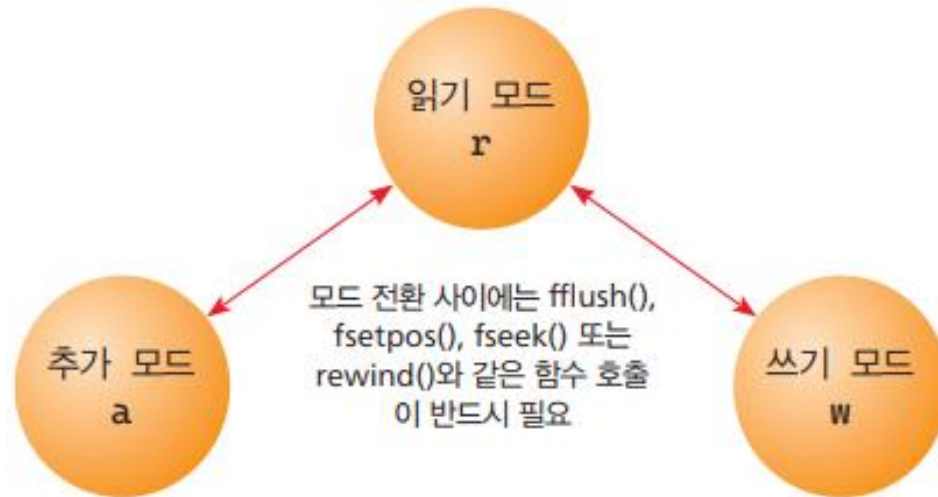 읽기 모드
r
모드 전환 사이에는 fflush(),
fsetpos(), fseek() 또는
rewind()와 같은 함수 호출
이 반드시 필요
추가 모드
a
쓰기 모드
w